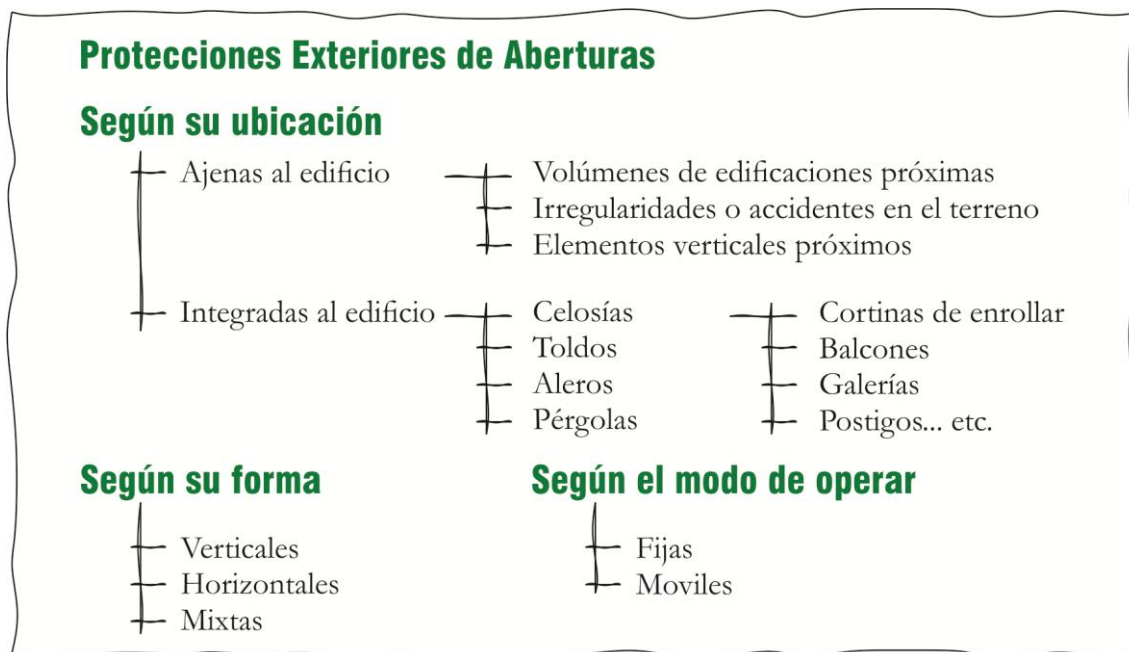 Protecciones Exteriores de Aberturas
Según su ubicación
Ajenas al edificio
Volúmenes de edificaciones próximas
Irregularidades o accidentes en el terreno
Elementos verticales próximos
Integradas al edificio
Celosías
Toldos
Aleros
Pérgolas
Cortinas de enrollar
Balcones
Galerías
Postigos... etc.
Según su forma
Verticales
Horizontales
Mixtas
Según el modo de operar
Fijas
Moviles